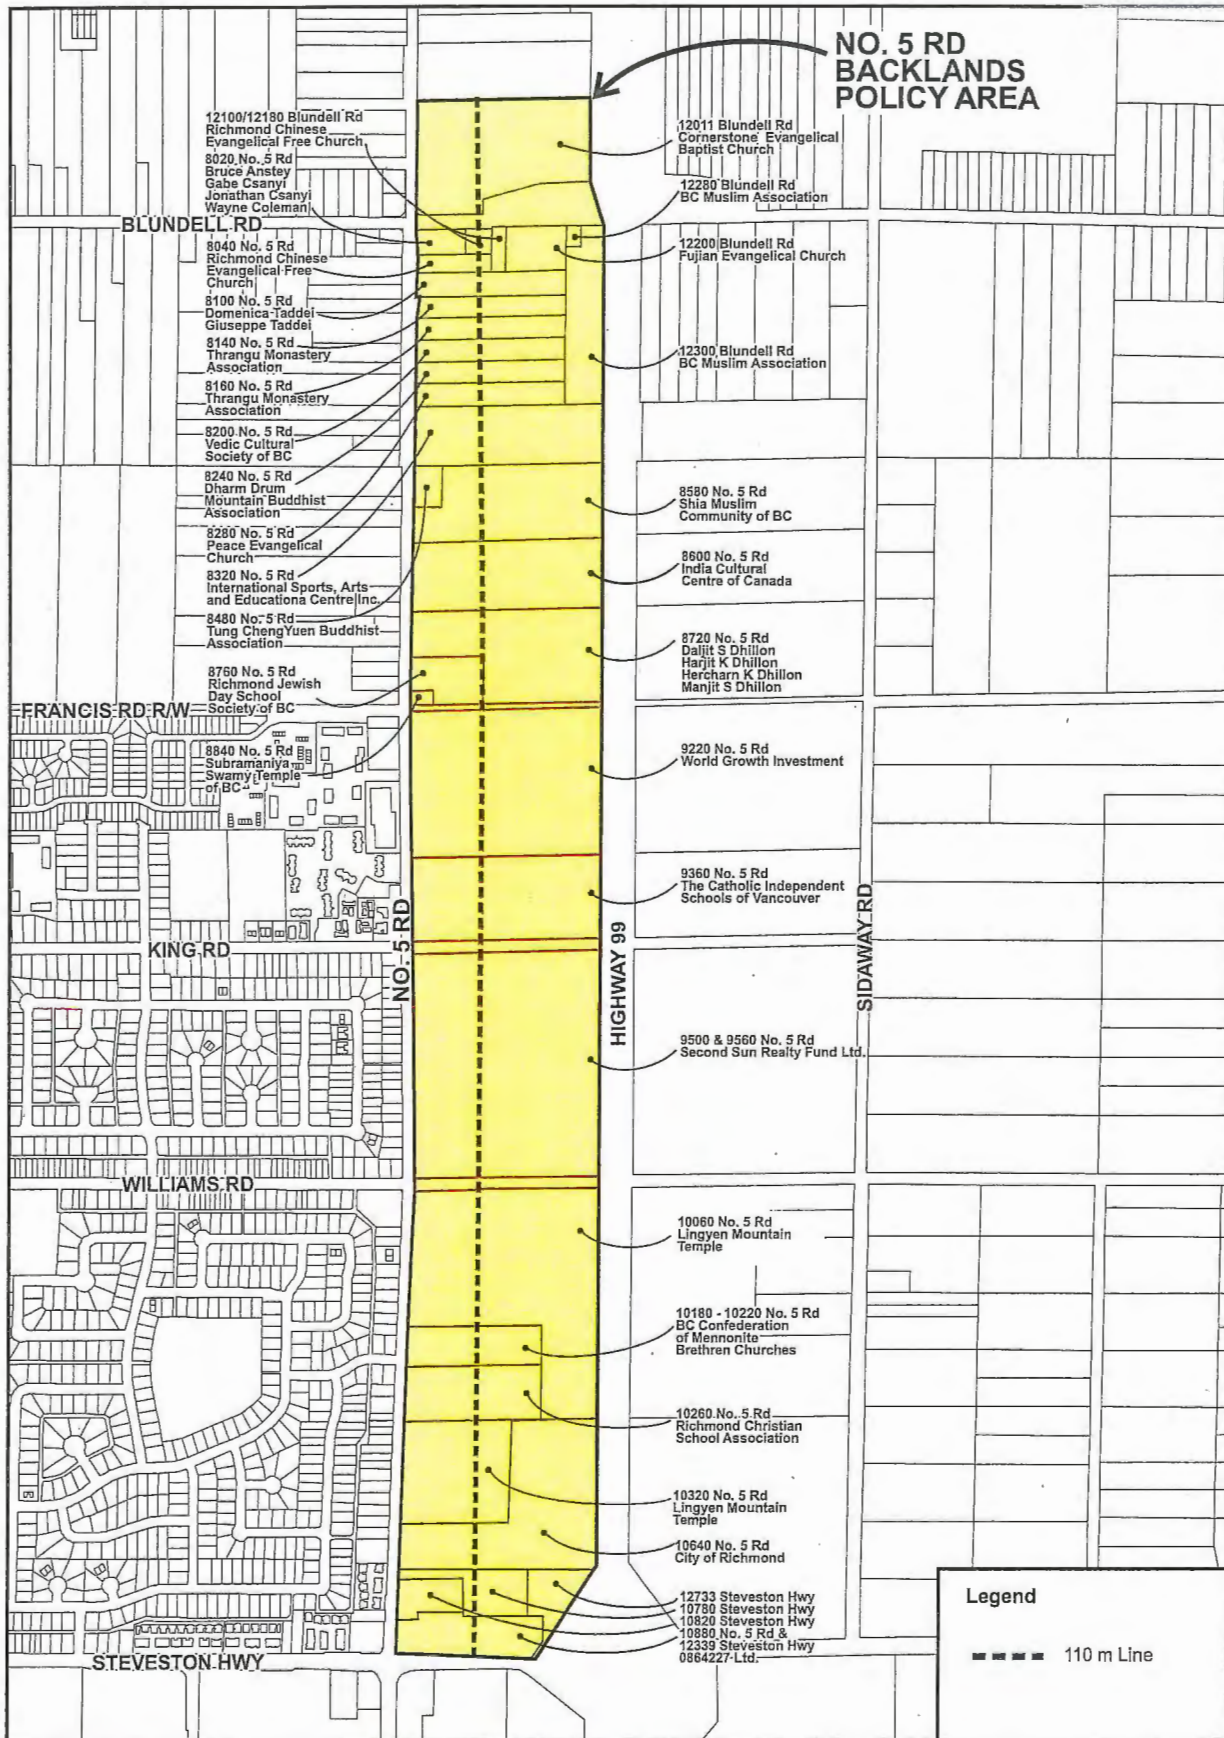 NO. 5 RD
BACKLANDS
POLICY AREA
12100/12180 Blundell Rd
Richmond Chinese
Evangelical Free Church
8020 No. 5 Rd
Bruce Anstey
Gabe Csanyi
Jonathan Csanyi
Wayne Coleman
BLUNDELL RD
8040 No. 5 Rd
Richmond Chinese
Evangelical Free
Church
8100 No. 5 Rd
Domenica Taddei
Giuseppe Taddei
8140 No. 5 Rd
Thrangu Monastery
Association
8160 No. 5 Rd
Thrangu Monastery
Association
8200 No. 5 Rd
Vedic Cultural
Society of BC
8240 No. 5 Rd
Dharm Drum
Mountain Buddhist
Association
8280 No. 5 Rd
Peace Evangelical
Church
8320 No. 5 Rd
International Sports, Arts
and Educationa Centre Inc.
8480 No. 5 Rd
Tung ChengYuen Buddhist
Association
8760 No. 5 Rd
Richmond Jewish
Day School
Society of BC
FRANCIS RD R/W
8840 No. 5 Rd
Subramaniya
Swamy Temple
of BC
KING RD
NO. 5 RD
WILLIAMS RD
STEVESTON HWY
12011 Blundell Rd
Cornerstone Evangelical
Baptist Church
12280 Blundell Rd
BC Muslim Association
12200 Blundell Rd
Fujian Evangelical Church
12300 Blundell Rd
BC Muslim Association
8580 No. 5 Rd
Shia Muslim
Community of BC
8600 No. 5 Rd
India Cultural
Centre of Canada
8720 No. 5 Rd
Daljit S Dhillon
Harjit K Dhillon
Hercharn K Dhillon
Manjit S Dhillon
9220 No. 5 Rd
World Growth Investment
9360 No. 5 Rd
The Catholic Independent
Schools of Vancouver
HIGHWAY 99
SIDAWAY RD
9500 & 9560 No. 5 Rd
Second Sun Realty Fund Ltd.
10060 No. 5 Rd
Lingyen Mountain
Temple
10180 - 10220 No. 5 Rd
BC Confederation
of Mennonite
Brethren Churches
10260 No. 5 Rd
Richmond Christian
School Association
10320 No. 5 Rd
Lingyen Mountain
Temple
10640 No. 5 Rd
City of Richmond
12733 Steveston Hwy
10780 Steveston Hwy
10820 Steveston Hwy
10880 No. 5 Rd &
12339 Steveston Hwy
0864227 Ltd.
Legend
110 m Line